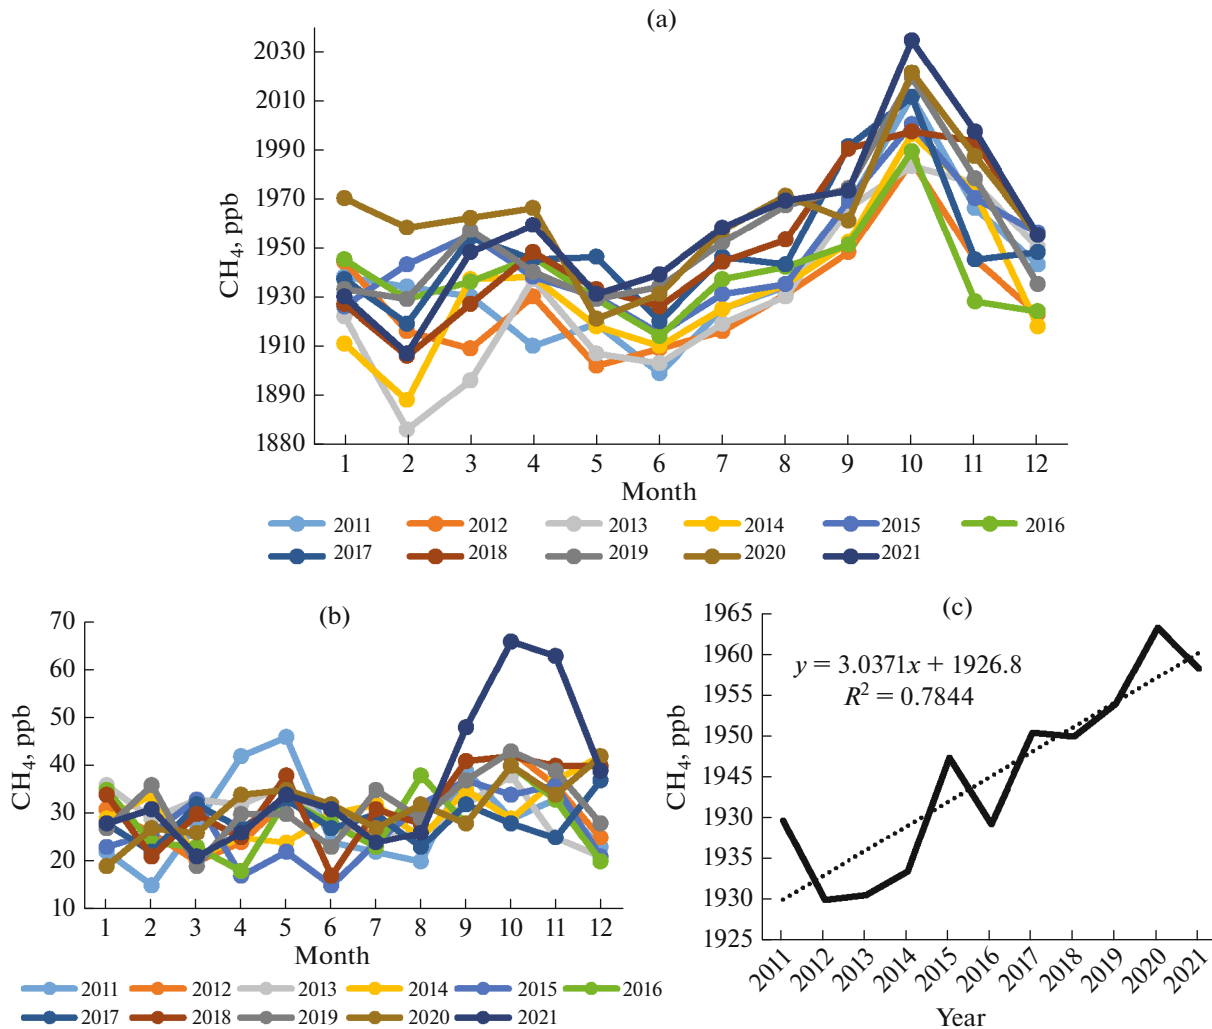 (a)
CH₄, ppb
2030
2010
1990
1970
1950
1930
1910
1890
1880
1 2 3 4 5 6 7 8 9 10 11 12
Month
2011 2012 2013 2014 2015 2016
2017 2018 2019 2020 2021
(b)
CH₄, ppb
70
60
50
40
30
20
10
1 2 3 4 5 6 7 8 9 10 11 12
Month
2011 2012 2013 2014 2015 2016
2017 2018 2019 2020 2021
(c)
CH₄, ppb
1965
1960
1955
1950
1945
1930
1935
1930
1925
y = 3.0371x + 1926.8
R² = 0.7844
2011 2012 2013 2014 2015 2016 2017 2018 2019 2020 2021
Year